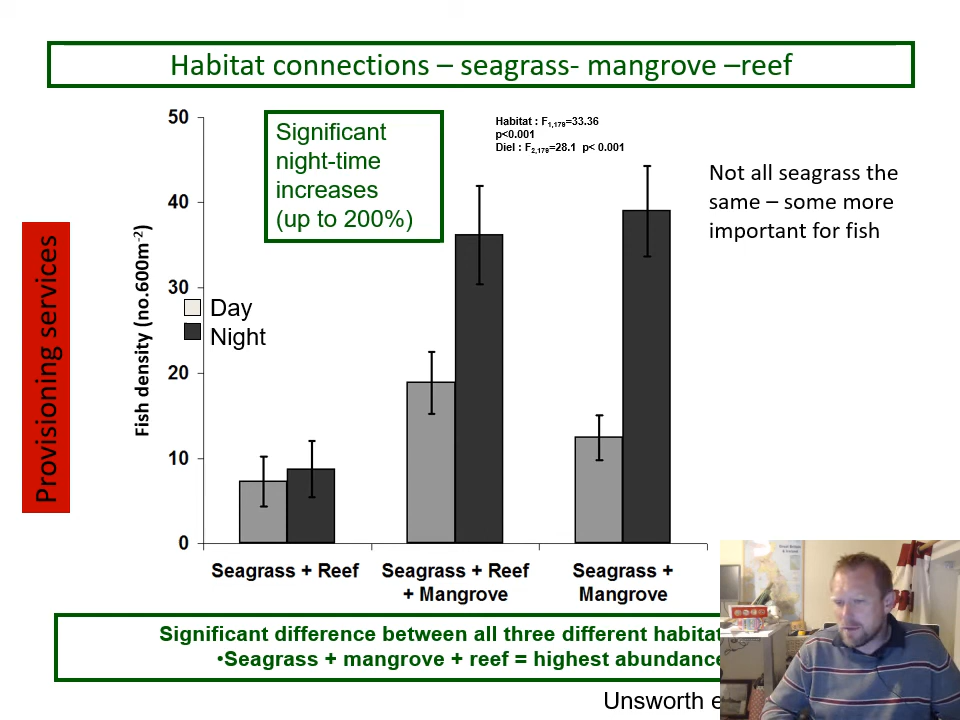 Habitat connections – seagrass- mangrove –reef
Provisioning services
Fish density (no.600m-2)
50
40
30
20
10
0
Significant
night-time
increases
(up to 200%)
Habitat : F1,179=33.36
p<0.001
Diel : F2,179=28.1 p< 0.001
Not all seagrass the
same – some more
important for fish
Day
Night
Seagrass + Reef
Seagrass + Reef
+ Mangrove
Seagrass +
Mangrove
Significant difference between all three different habitat
•Seagrass + mangrove + reef = highest abundance
Unsworth e